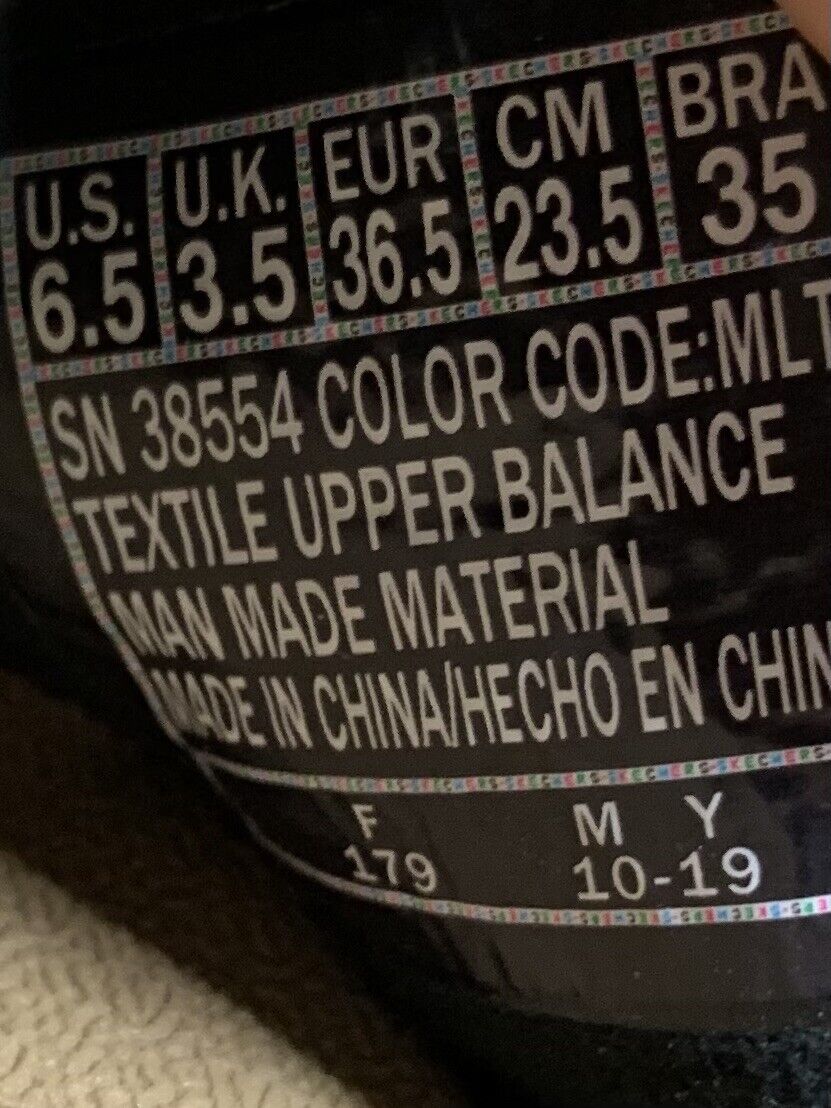 U.S. U.K. EUR CM BRA
6.5 3.5 36.5 23.5 35
SN 38554 COLOR CODE:MLT
TEXTILE UPPER BALANCE
MAN MADE MATERIAL
MADE IN CHINA/HECHO EN CHIN
F M Y
179 10-19